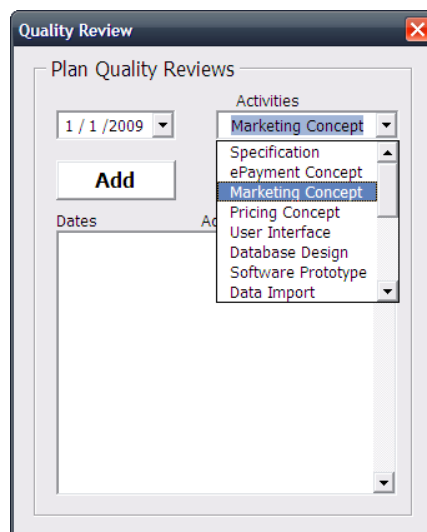 Quality Review
Plan Quality Reviews
Activities
1 / 1 /2009
Marketing Concept
Specification
ePayment Concept
Marketing Concept
Pricing Concept
User Interface
Database Design
Software Prototype
Data Import
Add
Dates